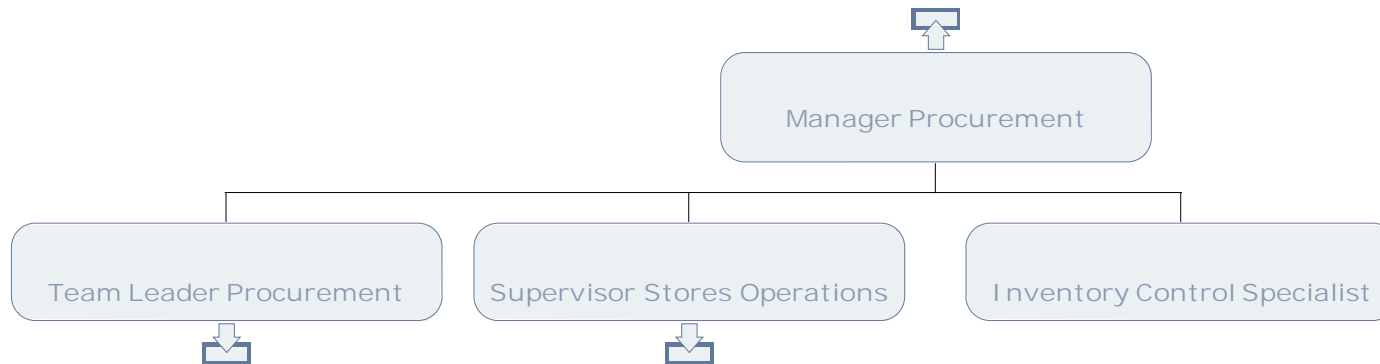 Manager Procurement
Team Leader Procurement
Supervisor Stores Operations
Inventory Control Specialist